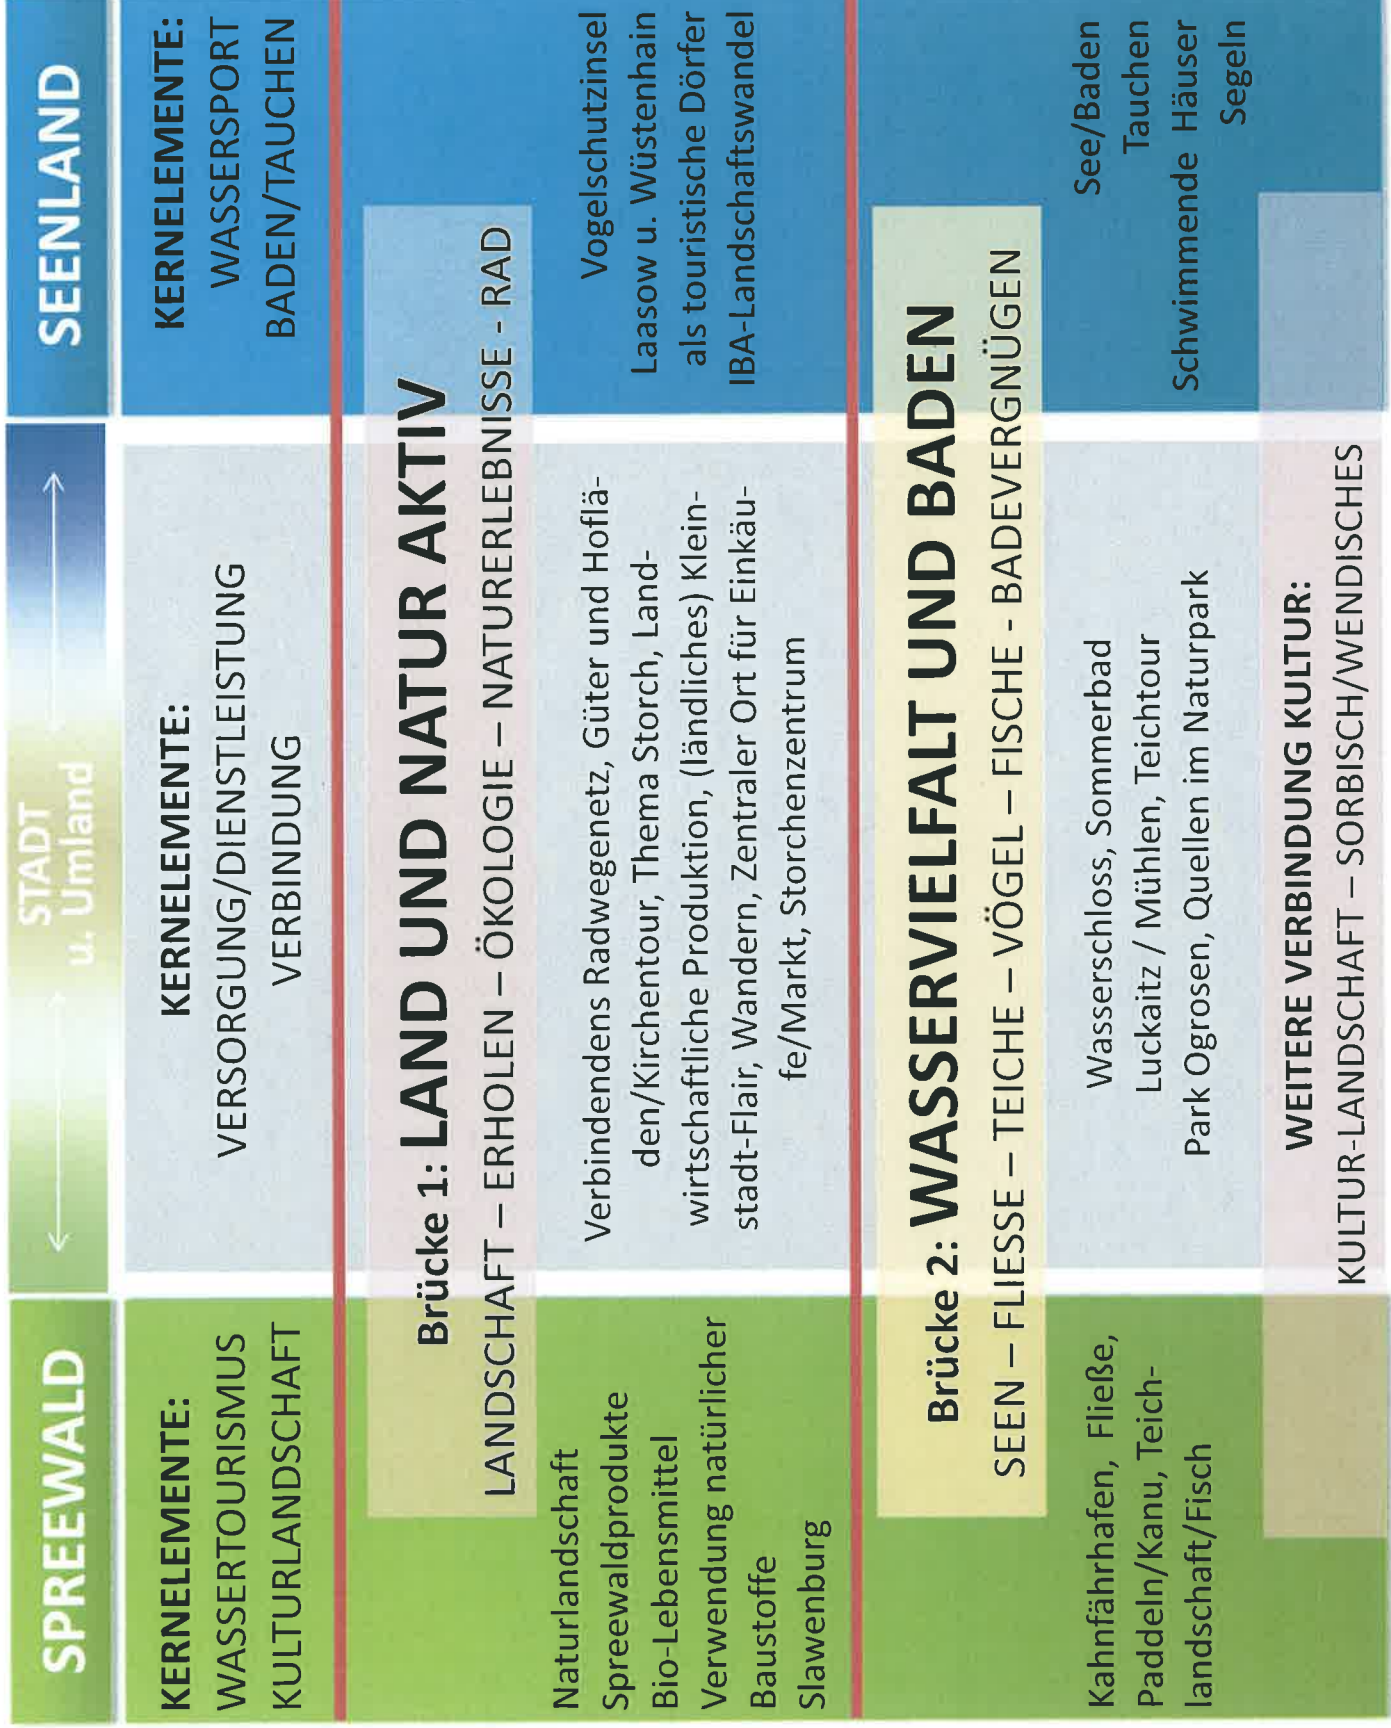 SPREEWALD
STADT
u. Umland
SEENLAND
KERNELEMENTE:
WASSERTOURISMUS
KULTURLANDSCHAFT
KERNELEMENTE:
VERSORGUNG/DIENSTLEISTUNG
VERBINDUNG
KERNELEMENTE:
WASSERSPORT
BADEN/TAUCHEN
Brücke 1: LAND UND NATUR AKTIV
LANDSCHAFT – ERHOLEN – ÖKOLOGIE – NATURERLEBNISSE - RAD
Naturlandschaft
Spreewaldprodukte
Bio-Lebensmittel
Verwendung natürlicher
Baustoffe
Slawenburg
Verbindendens Radwegenetz, Güter und Hoflä-
den/Kirchentour, Thema Storch, Land-
wirtschaftliche Produktion, (ländliches) Klein-
stadt-Flair, Wandern, Zentraler Ort für Einkäu-
fe/Markt, Storchenzentrum
Vogelschutzinsel
Laasow u. Wüstenhain
als touristische Dörfer
IBA-Landschaftswandel
Brücke 2: WASSERVIELFALT UND BADEN
SEEN – FLIESSE – TEICHE – VÖGEL – FISCHE - BADEVERGNÜGEN
Kahnfährhafen, Fließe,
Paddeln/Kanu, Teich-
landschaft/Fisch
Wasserschloss, Sommerbad
Luckaitz / Mühlen, Teichtour
Park Ogrosen, Quellen im Naturpark
See/Baden
Tauchen
Schwimmende Häuser
Segeln
WEITERE VERBINDUNG KULTUR:
KULTUR-LANDSCHAFT – SORBISCH/WENDISCHES